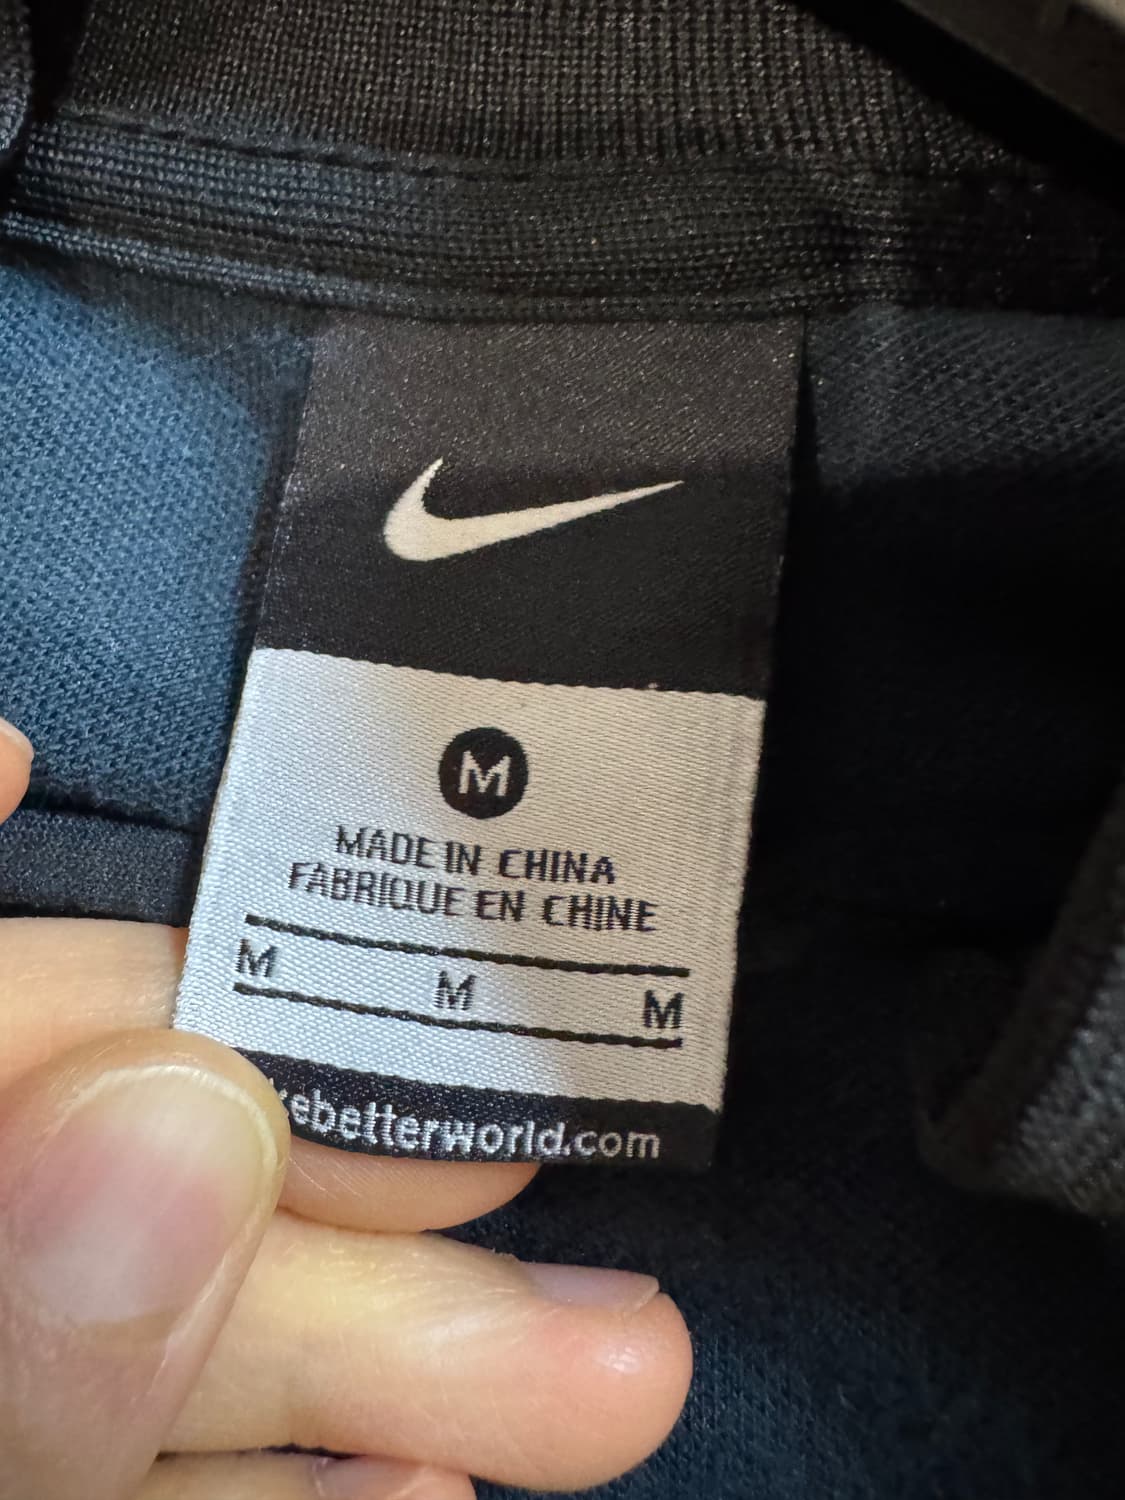 M
MADE IN CHINA
FABRIQUE EN CHINE
M M M
ebetterworld.com